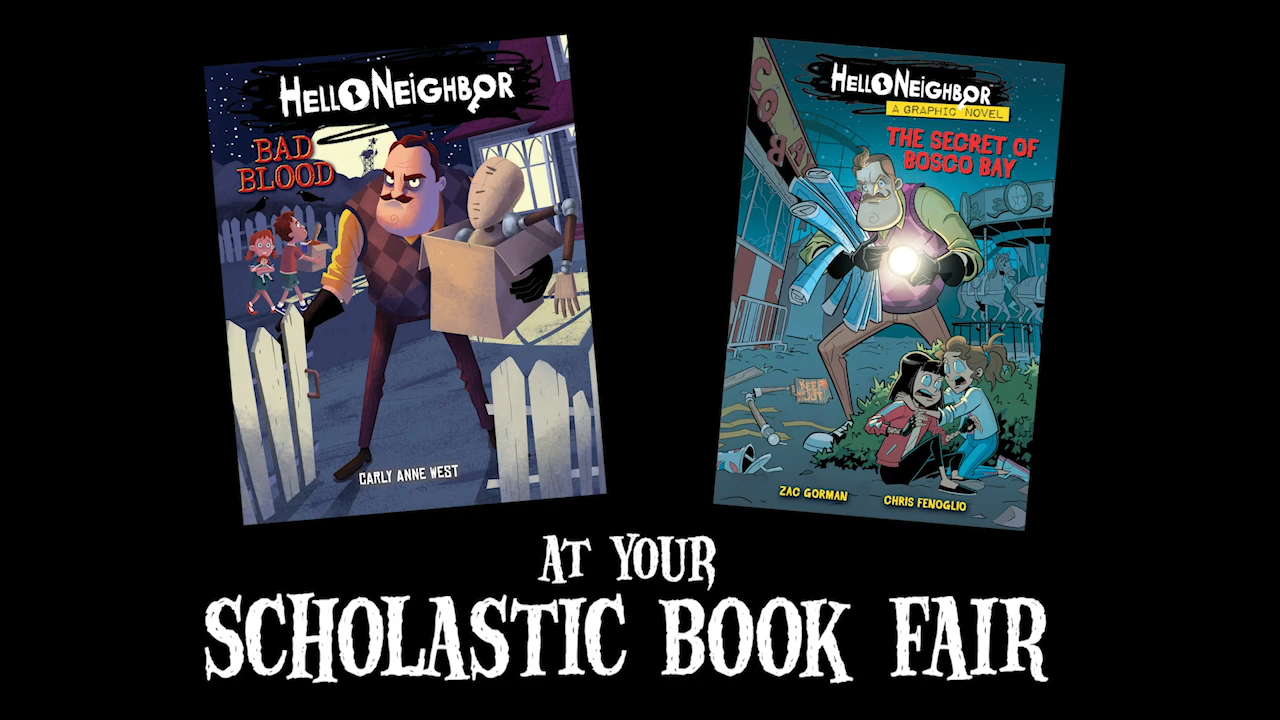 HELLO NEIGHBOR
BAD
BLOOD
CARLY ANNE WEST
HELLO NEIGHBOR
A GRAPHIC NOVEL
THE SECRET OF
BOSCO BAY
KEEP
OUT
ZAC GORMAN CHRIS FENOGLIO
AT YOUR
SCHOLASTIC BOOK FAIR